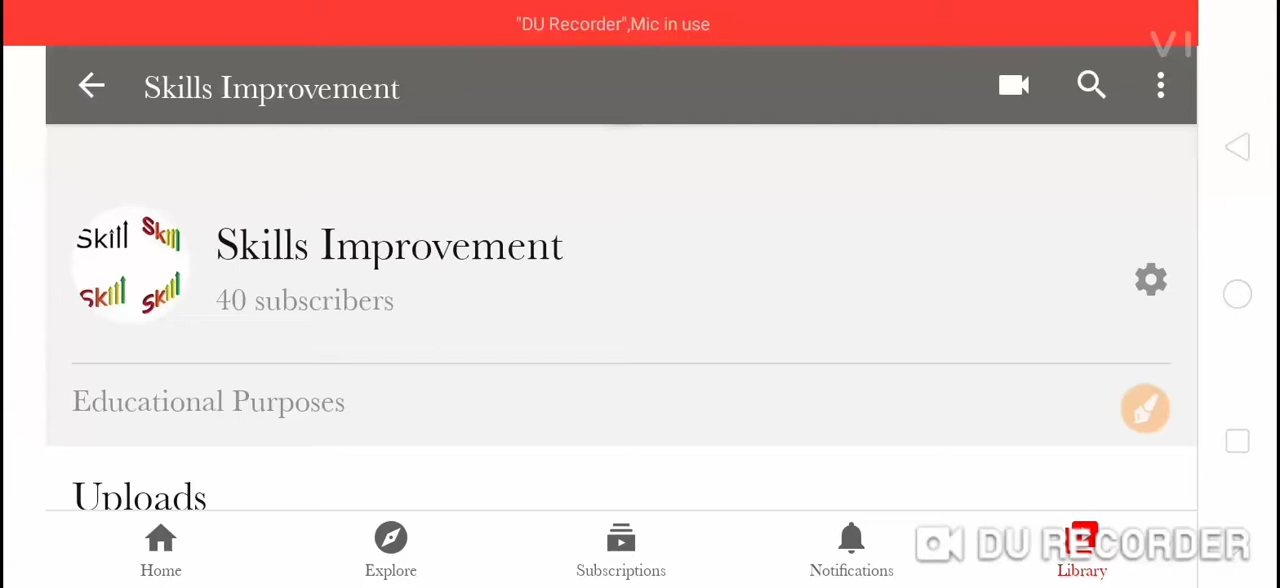 "DU Recorder",Mic in use
VI
Skills Improvement
Skill Skill
Skill Skill
Skills Improvement
40 subscribers
Educational Purposes
Uploads
Home Explore Subscriptions Notifications Library
DU RECORDER